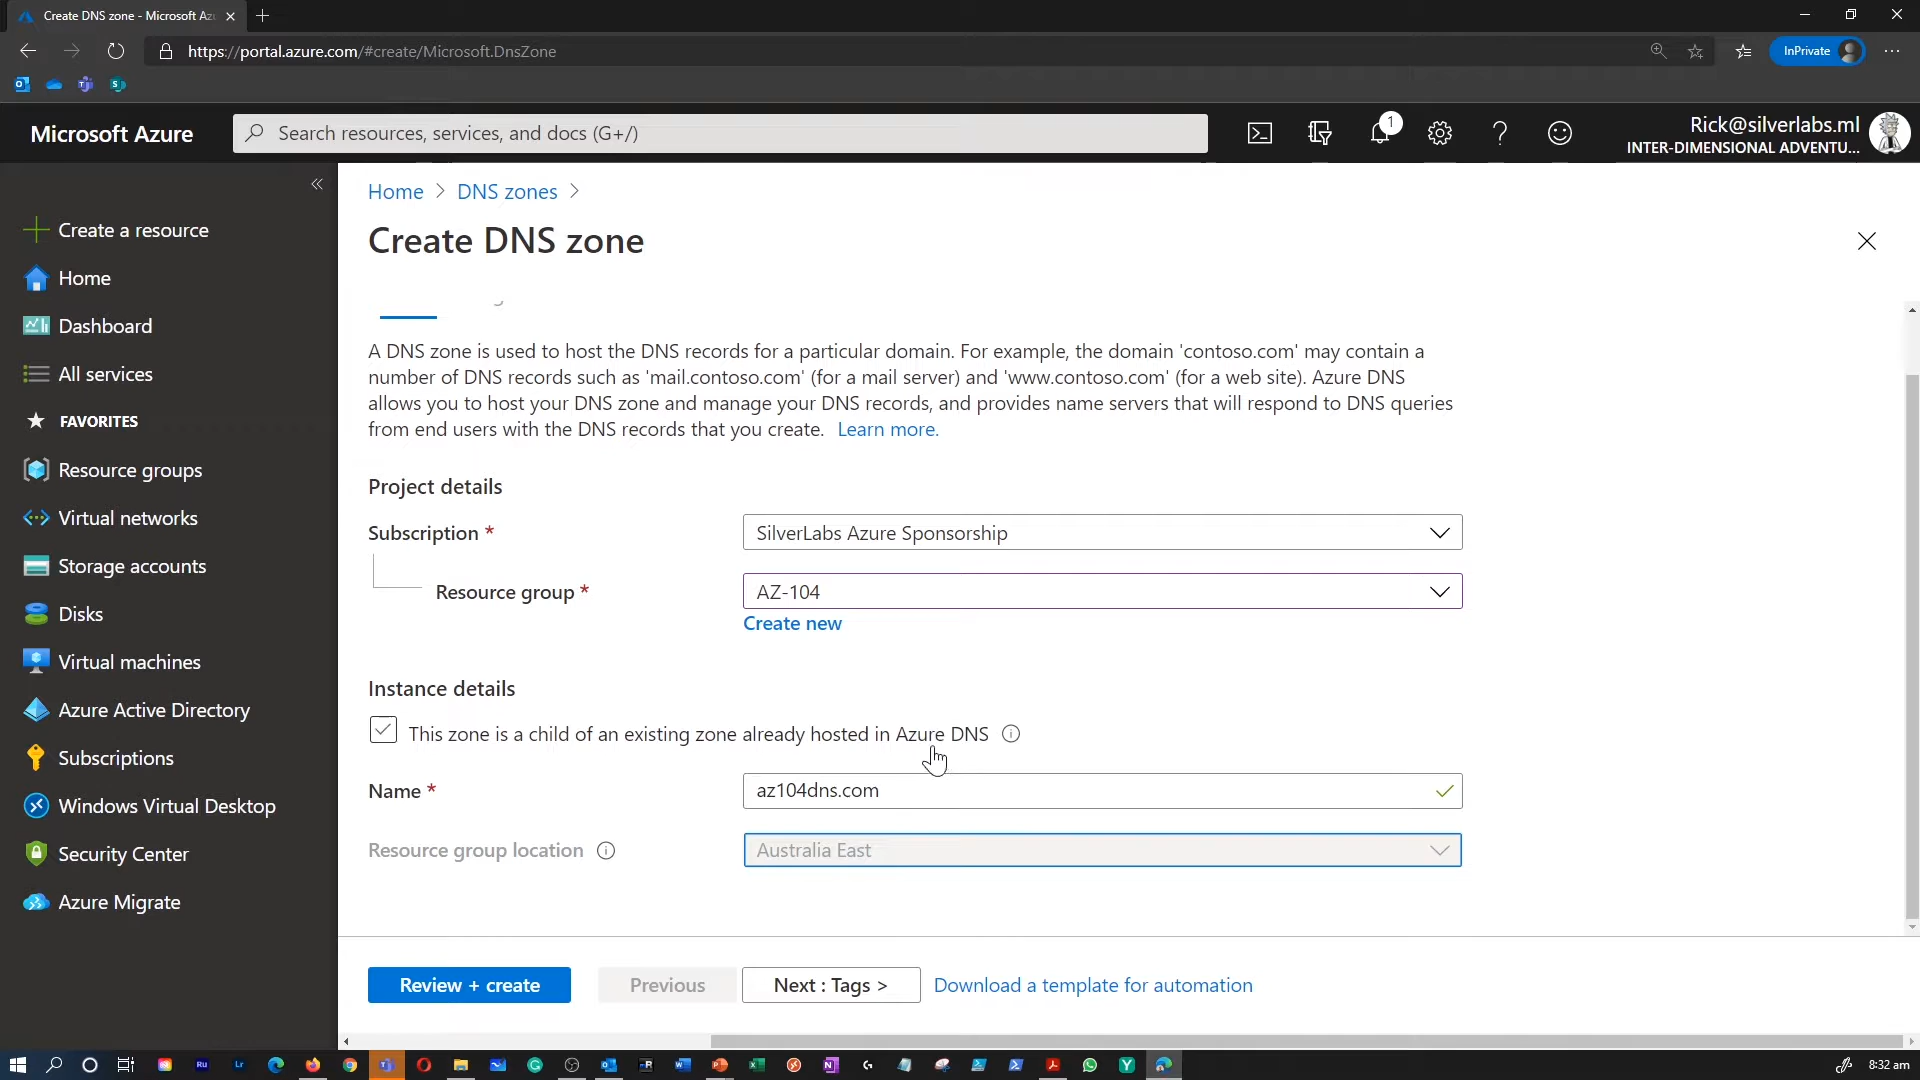 Create DNS zone - Microsoft Az
https://portal.azure.com/#create/Microsoft.DnsZone
InPrivate
Microsoft Azure
Search resources, services, and docs (G+/)
1
Rick@silverlabs.ml
INTER-DIMENSIONAL ADVENTU...
Create a resource
Home
Dashboard
All services
FAVORITES
Resource groups
Virtual networks
Storage accounts
Disks
Virtual machines
Azure Active Directory
Subscriptions
Windows Virtual Desktop
Security Center
Azure Migrate
Home > DNS zones >
Create DNS zone
A DNS zone is used to host the DNS records for a particular domain. For example, the domain 'contoso.com' may contain a
number of DNS records such as 'mail.contoso.com' (for a mail server) and 'www.contoso.com' (for a web site). Azure DNS
allows you to host your DNS zone and manage your DNS records, and provides name servers that will respond to DNS queries
from end users with the DNS records that you create. Learn more.
Project details
Subscription * SilverLabs Azure Sponsorship
Resource group * AZ-104
Create new
Instance details
This zone is a child of an existing zone already hosted in Azure DNS
Name * az104dns.com
Resource group location Australia East
Review + create Previous Next : Tags > Download a template for automation
8:32 am